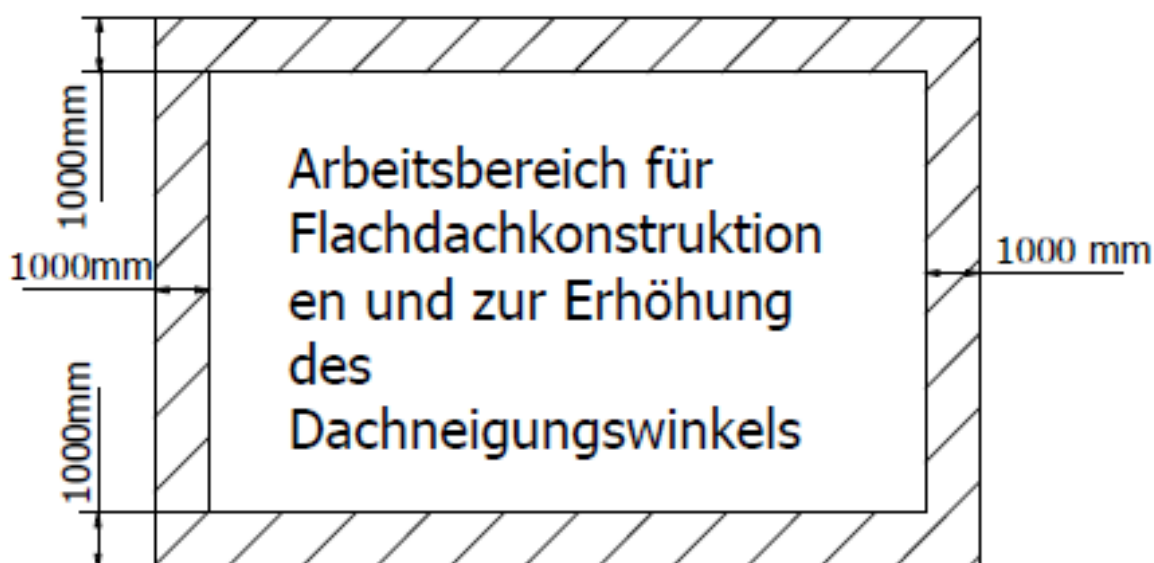 1000mm
Arbeitsbereich für
Flachdachkonstruktion
1000mm
1000 mm
en und zur Erhöhung
des
1000mm
Dachneigungswinkels